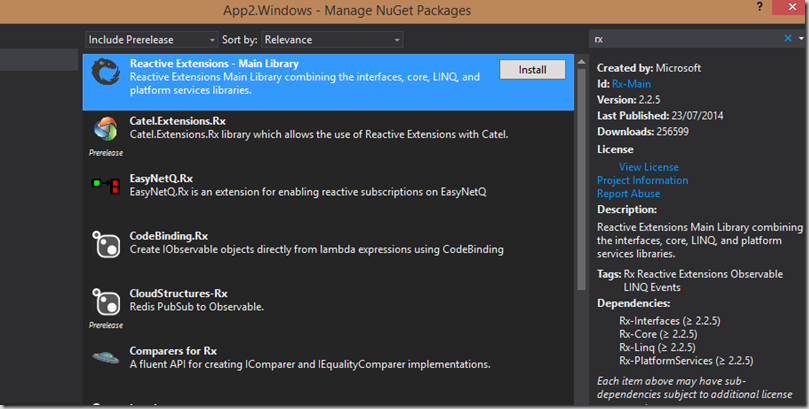 App2.Windows - Manage NuGet Packages
?
Include Prerelease
Sort by: Relevance
rx
Reactive Extensions - Main Library
Reactive Extensions Main Library combining the interfaces, core, LINQ, and
platform services libraries.
Install
Catel.Extensions.Rx
Catel.Extensions.Rx library which allows the use of Reactive Extensions with Catel.
Prerelease
EasyNetQ.Rx
EasyNetQ.Rx is an extension for enabling reactive subscriptions on EasyNetQ
CodeBinding.Rx
Create IObservable objects directly from lambda expressions using CodeBinding
CloudStructures-Rx
Redis PubSub to Observable.
Prerelease
Comparers for Rx
A fluent API for creating IComparer and IEqualityComparer implementations.
Created by: Microsoft
Id: Rx-Main
Version: 2.2.5
Last Published: 23/07/2014
Downloads: 256599
License
View License
Project Information
Report Abuse
Description:
Reactive Extensions Main Library combining
the interfaces, core, LINQ, and platform
services libraries.
Tags: Rx Reactive Extensions Observable
LINQ Events
Dependencies:
Rx-Interfaces (≥ 2.2.5)
Rx-Core (≥ 2.2.5)
Rx-Linq (≥ 2.2.5)
Rx-PlatformServices (≥ 2.2.5)
Each item above may have sub-
dependencies subject to additional license